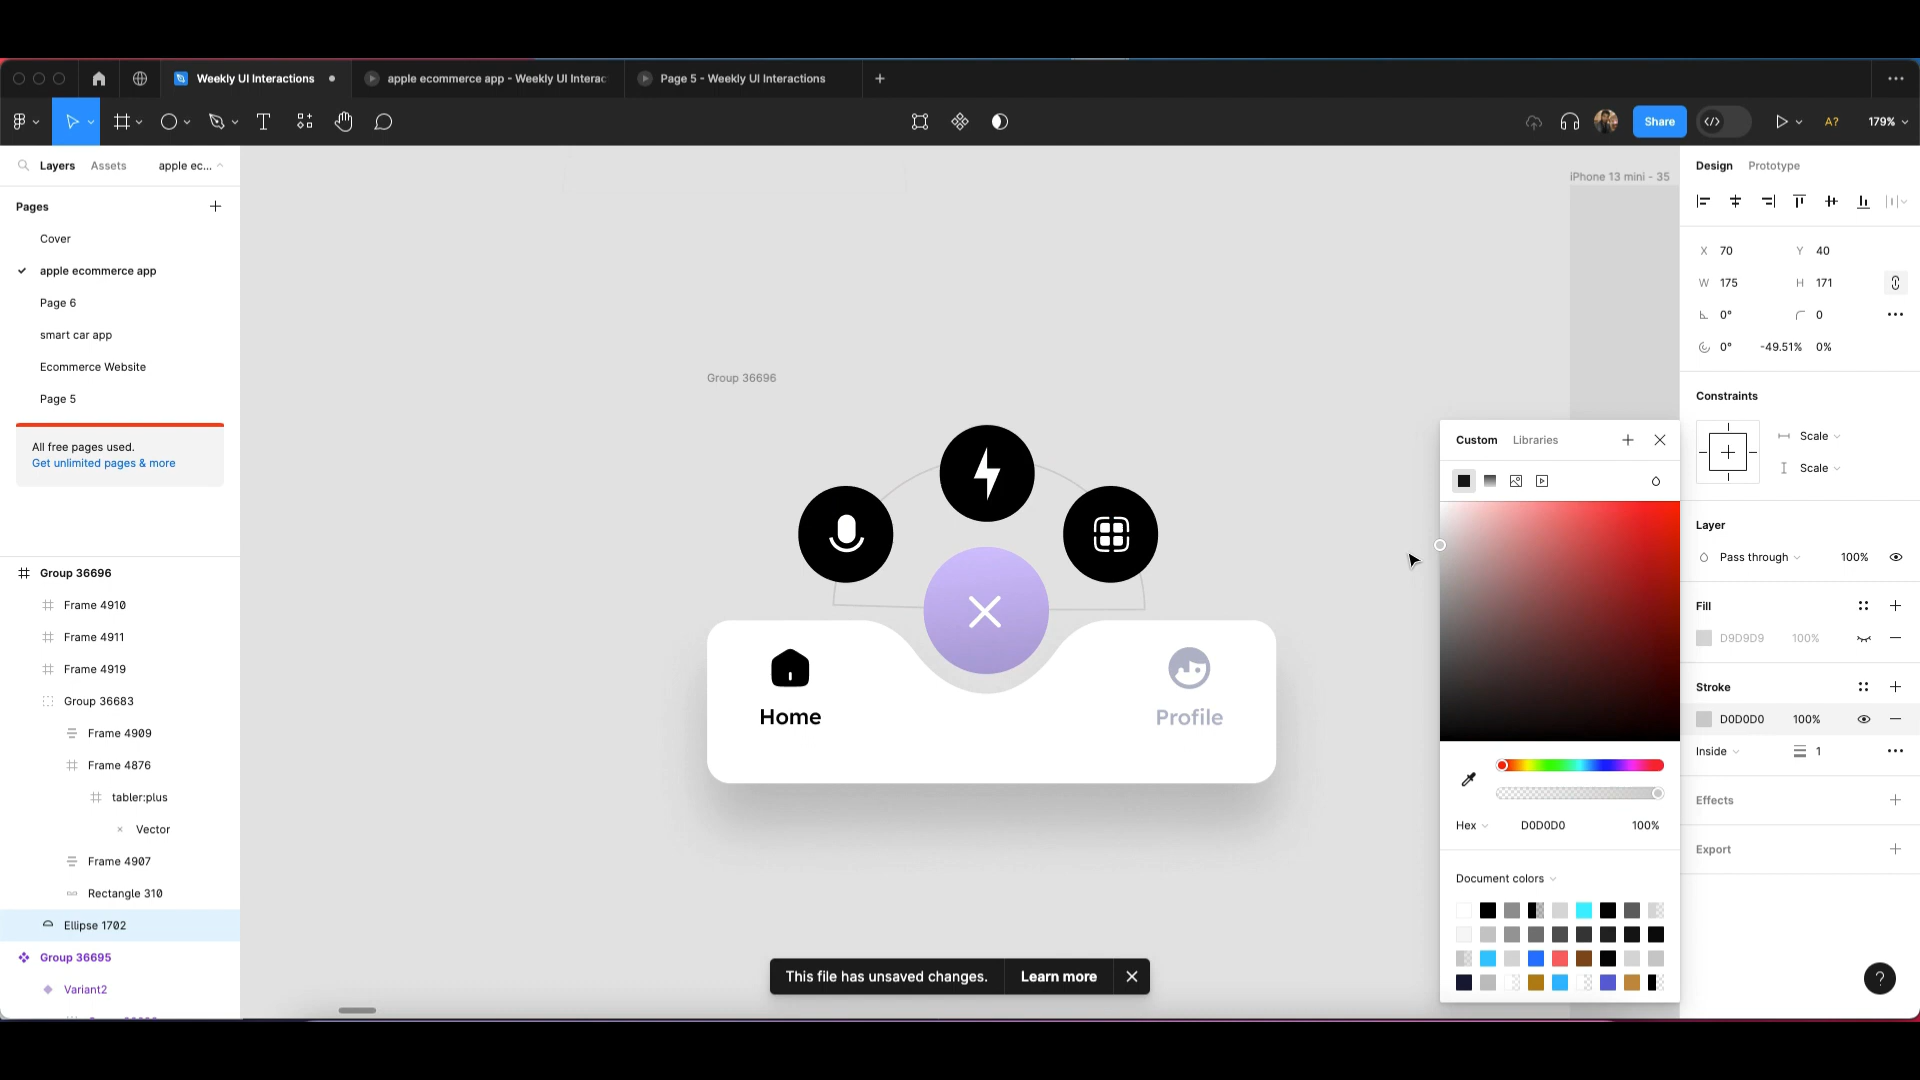 Weekly UI Interactions
apple ecommerce app - Weekly UI Interac
Page 5 - Weekly UI Interactions
Share
A?
179%
Layers
Assets
apple ec...
Design
Prototype
Pages
Cover
apple ecommerce app
Page 6
smart car app
Ecommerce Website
Page 5
All free pages used.
Get unlimited pages & more
Group 36696
Frame 4910
Frame 4911
Frame 4919
Group 36683
Frame 4909
Frame 4876
tabler:plus
Vector
Frame 4907
Rectangle 310
Ellipse 1702
Group 36695
Variant2
iPhone 13 mini - 35
Group 36696
Home
Profile
This file has unsaved changes.
Learn more
Custom
Libraries
Hex
D0D0D0
100%
Document colors
X 70
Y 40
W 175
H 171
0°
0
0°
-49.51%
0%
Constraints
Scale
Scale
Layer
Pass through
100%
Fill
D9D9D9
100%
Stroke
D0D0D0
100%
Inside
1
Effects
Export
?